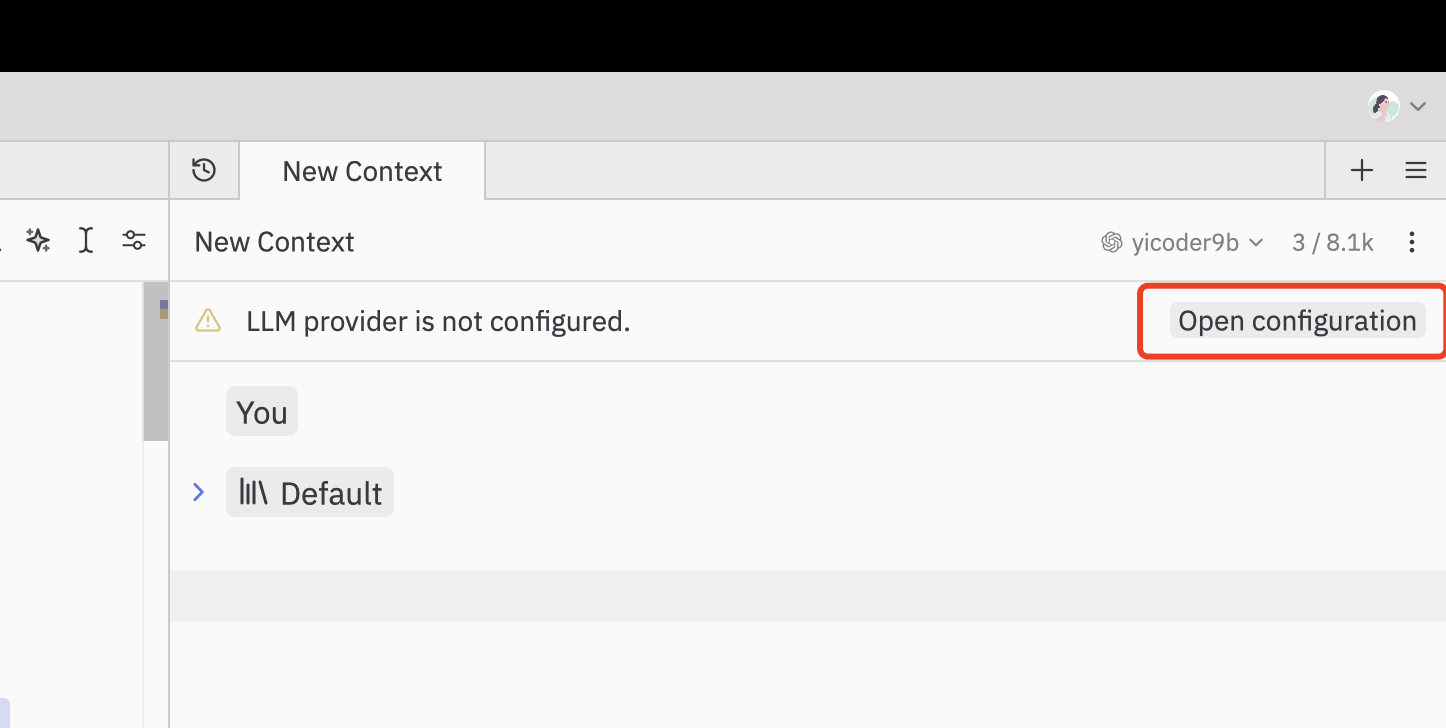 New Context
New Context
yicoder9b
3 / 8.1k
LLM provider is not configured.
Open configuration
You
Default